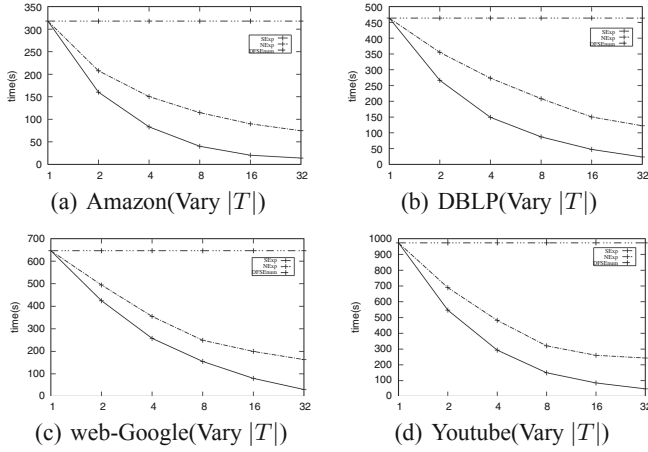 350
300
250
200
150
100
50
0
time(s)
SExp
NExp
DFSEnum
1 2 4 8 16 32
(a) Amazon(Vary |T|)
500
450
400
350
300
250
200
150
100
50
0
time(s)
SExp
NExp
DFSEnum
1 2 4 8 16 32
(b) DBLP(Vary |T|)
700
600
500
400
300
200
100
0
time(s)
SExp
NExp
DFSEnum
1 2 4 8 16 32
(c) web-Google(Vary |T|)
1000
900
800
700
600
500
400
300
200
100
0
time(s)
SExp
NExp
DFSEnum
1 2 4 8 16 32
(d) Youtube(Vary |T|)